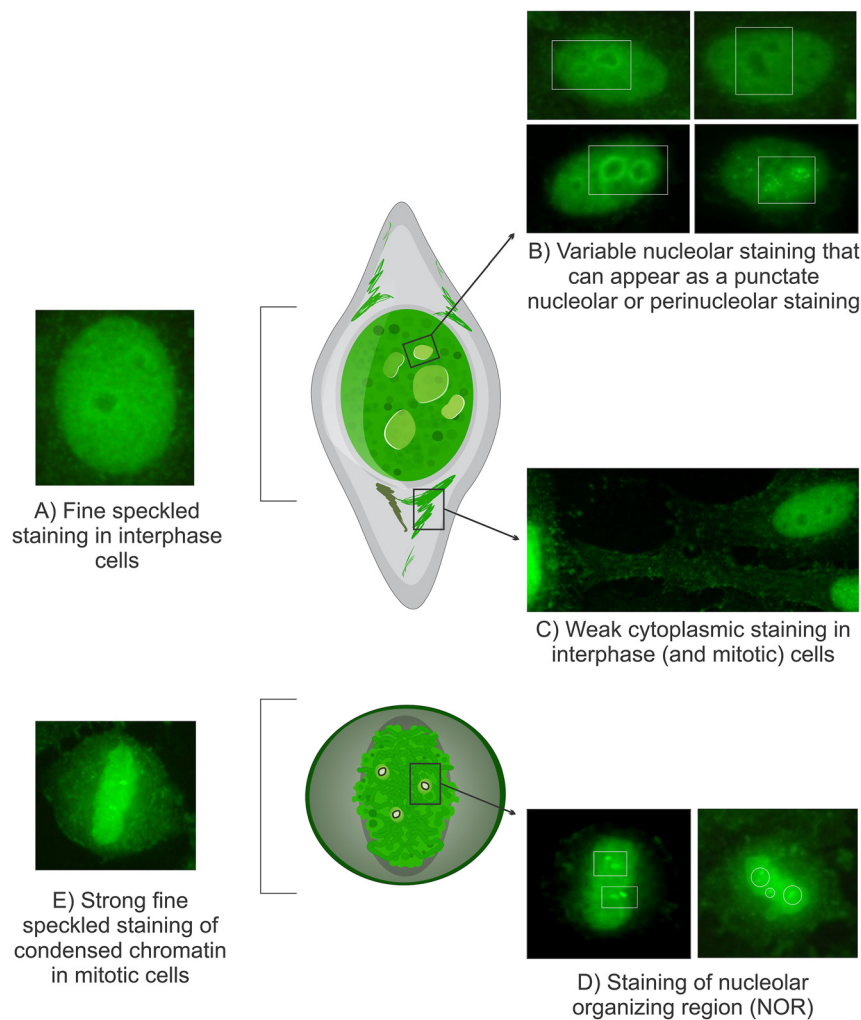 A) Fine speckled
staining in interphase
cells
B) Variable nucleolar staining that
can appear as a punctate
nucleolar or perinucleolar staining
C) Weak cytoplasmic staining in
interphase (and mitotic) cells
D) Staining of nucleolar
organizing region (NOR)
E) Strong fine
speckled staining of
condensed chromatin
in mitotic cells